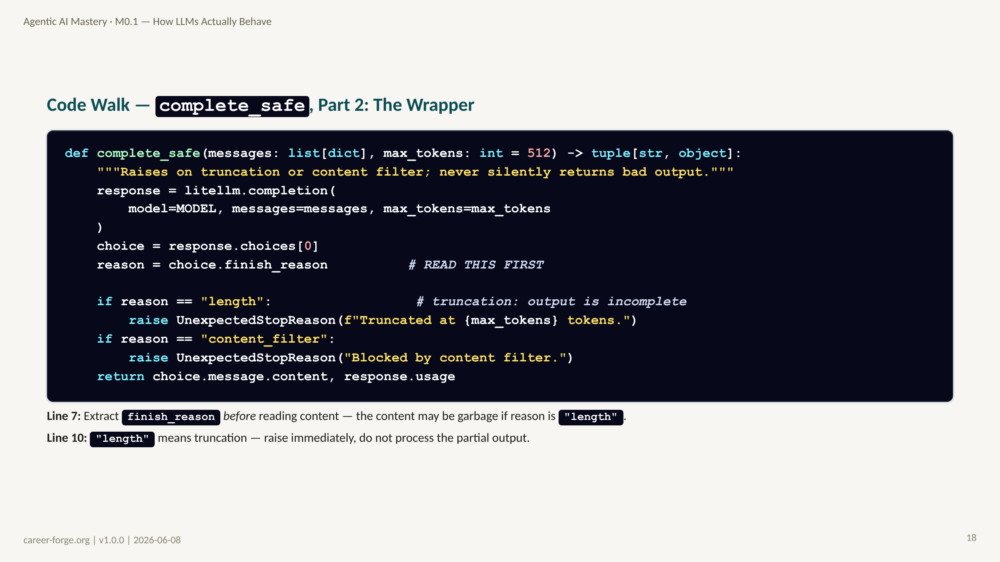 Agentic AI Mastery · M0.1 — How LLMs Actually Behave
Code Walk — complete_safe, Part 2: The Wrapper
def complete_safe(messages: list[dict], max_tokens: int = 512) -> tuple[str, object]:
    """Raises on truncation or content filter; never silently returns bad output."""
    response = litellm.completion(
        model=MODEL, messages=messages, max_tokens=max_tokens
    )
    choice = response.choices[0]
    reason = choice.finish_reason          # READ THIS FIRST

    if reason == "length":                  # truncation: output is incomplete
        raise UnexpectedStopReason(f"Truncated at {max_tokens} tokens.")
    if reason == "content_filter":
        raise UnexpectedStopReason("Blocked by content filter.")
    return choice.message.content, response.usage
Line 7: Extract finish_reason before reading content — the content may be garbage if reason is "length".
Line 10: "length" means truncation — raise immediately, do not process the partial output.
career-forge.org | v1.0.0 | 2026-06-08
18